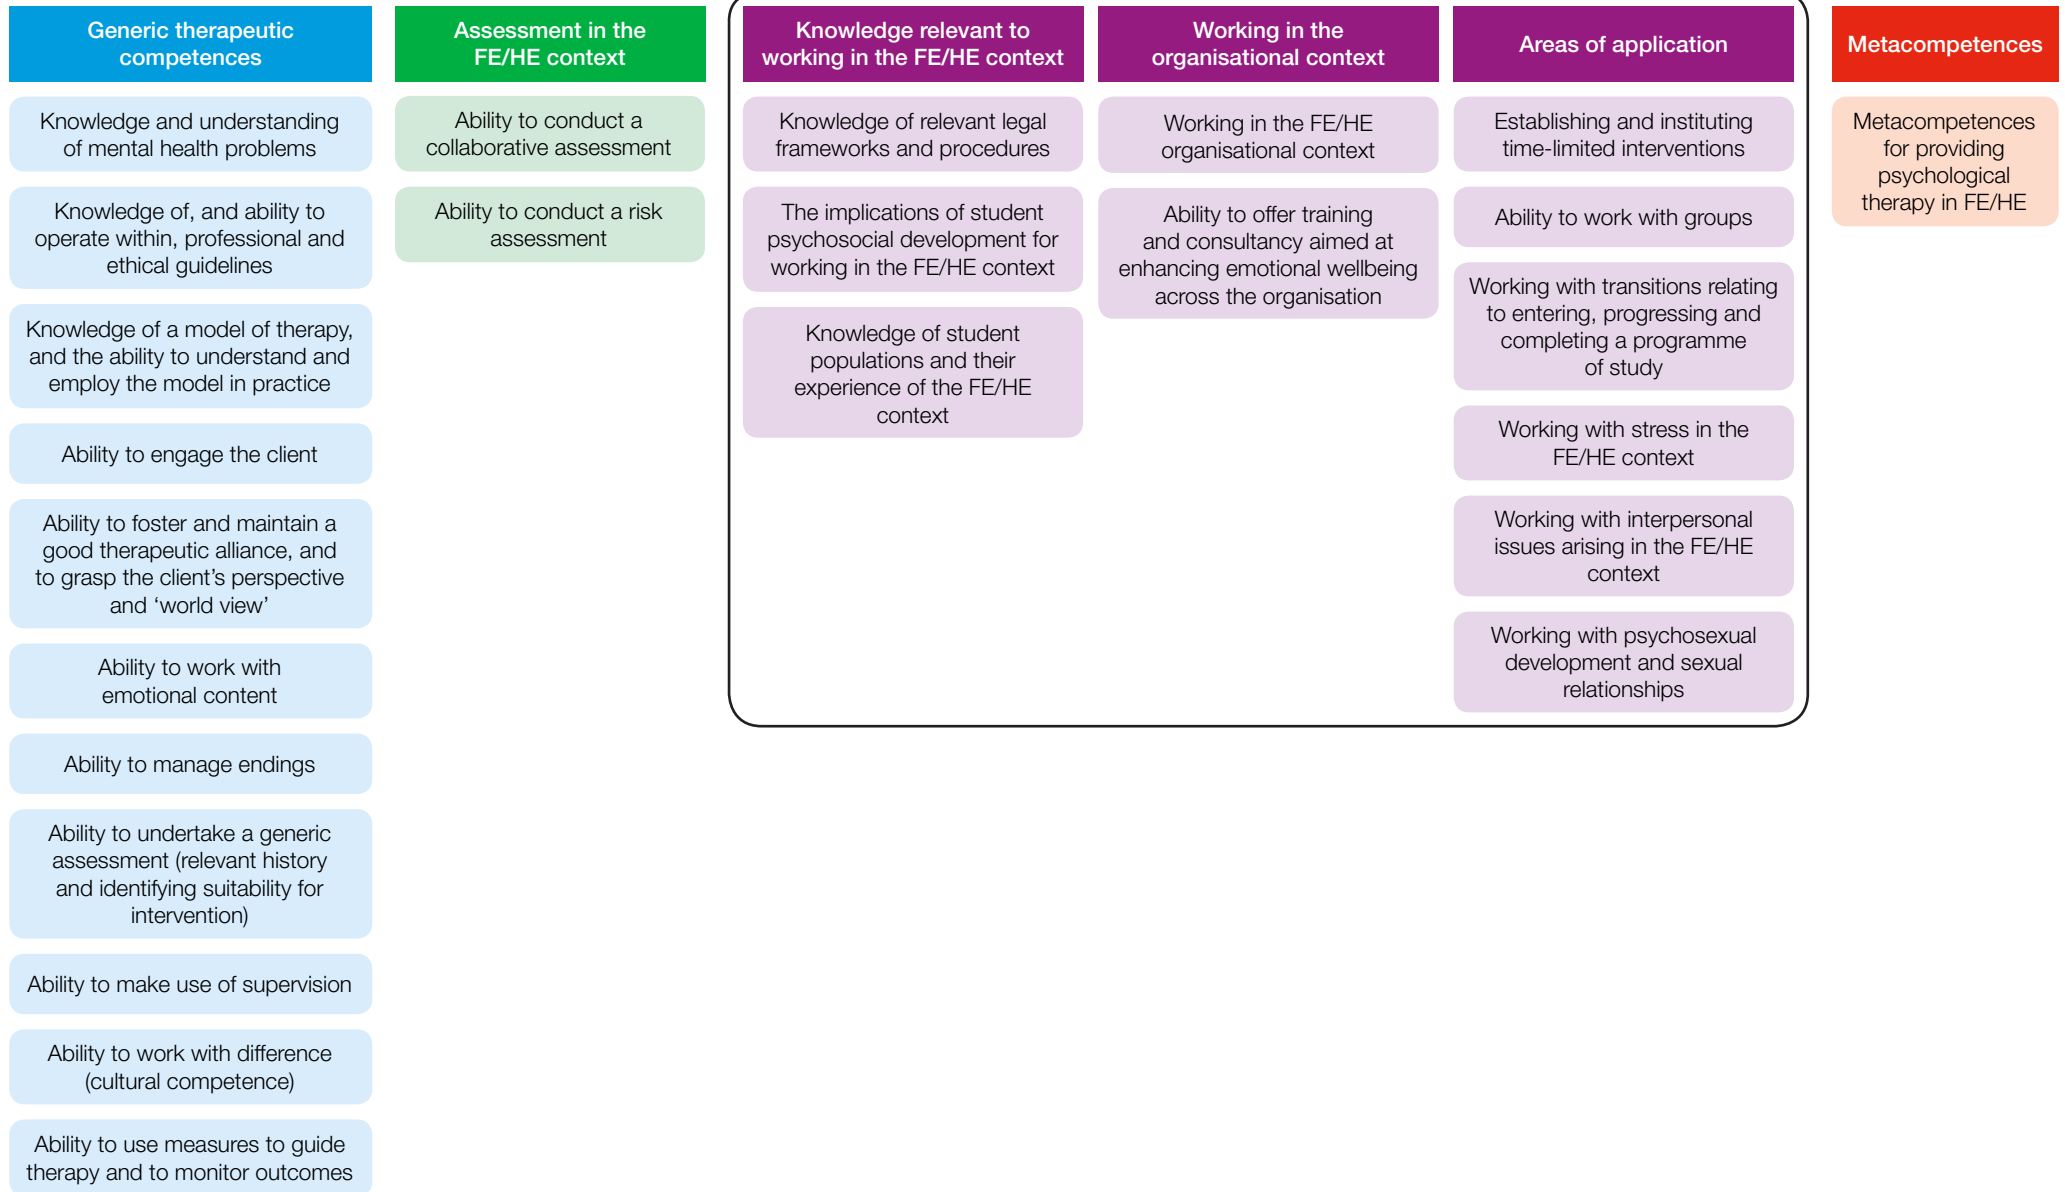 Generic therapeutic
competences
Knowledge and understanding
of mental health problems
Knowledge of, and ability to
operate within, professional and
ethical guidelines
Knowledge of a model of therapy,
and the ability to understand and
employ the model in practice
Ability to engage the client
Ability to foster and maintain a
good therapeutic alliance, and
to grasp the client’s perspective
and ‘world view’
Ability to work with
emotional content
Ability to manage endings
Ability to undertake a generic
assessment (relevant history
and identifying suitability for
intervention)
Ability to make use of supervision
Ability to work with difference
(cultural competence)
Ability to use measures to guide
therapy and to monitor outcomes
Assessment in the
FE/HE context
Ability to conduct a
collaborative assessment
Ability to conduct a risk
assessment
Knowledge relevant to
working in the FE/HE context
Knowledge of relevant legal
frameworks and procedures
The implications of student
psychosocial development for
working in the FE/HE context
Knowledge of student
populations and their
experience of the FE/HE
context
Working in the
organisational context
Working in the FE/HE
organisational context
Ability to offer training
and consultancy aimed at
enhancing emotional wellbeing
across the organisation
Areas of application
Establishing and instituting
time-limited interventions
Ability to work with groups
Working with transitions relating
to entering, progressing and
completing a programme
of study
Working with stress in the
FE/HE context
Working with interpersonal
issues arising in the FE/HE
context
Working with psychosexual
development and sexual
relationships
Metacompetences
Metacompetences
for providing
psychological
therapy in FE/HE